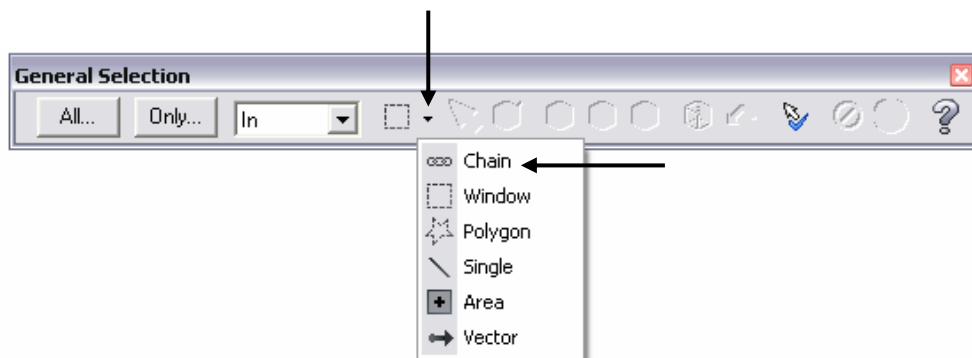 General Selection
All... Only... In
Chain
Window
Polygon
Single
Area
Vector